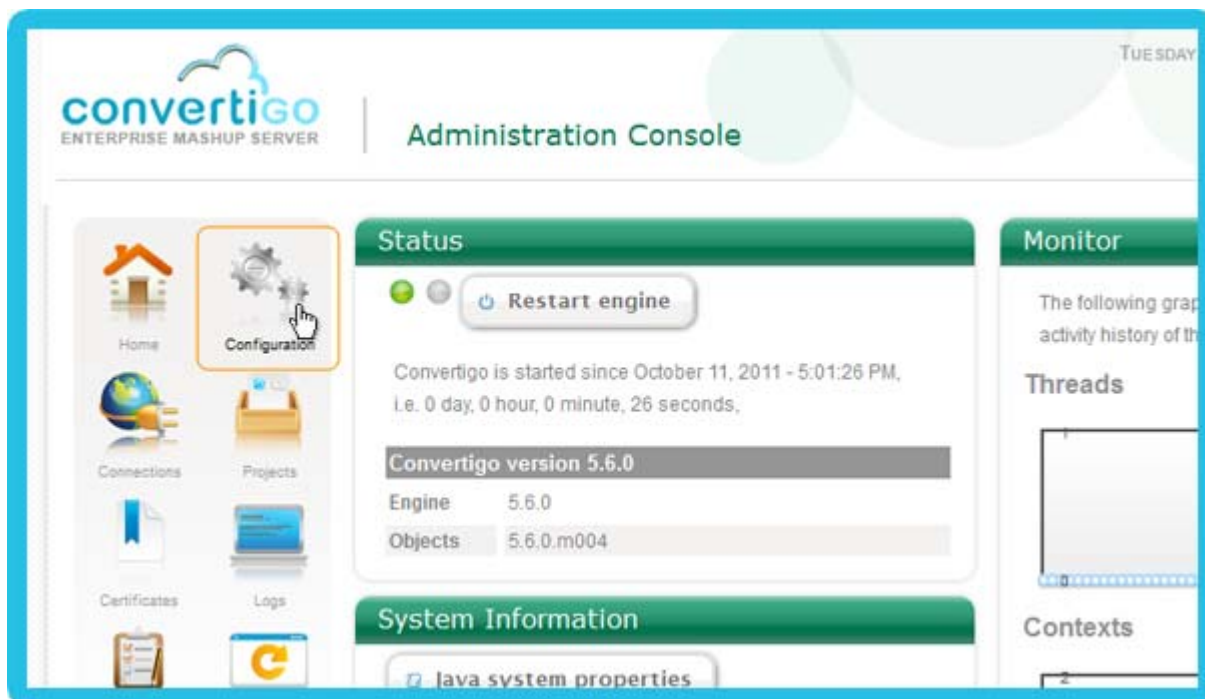 TUESDAY
convertigo
ENTERPRISE MASHUP SERVER
Administration Console
Home
Configuration
Connections
Projects
Certificates
Logs
Status
Restart engine
Convertigo is started since October 11, 2011 - 5:01:26 PM,
i.e. 0 day, 0 hour, 0 minute, 26 seconds,
Convertigo version 5.6.0
Engine 5.6.0
Objects 5.6.0.m004
System Information
Java system properties
Monitor
The following grap
activity history of th
Threads
1
0
Contexts
2